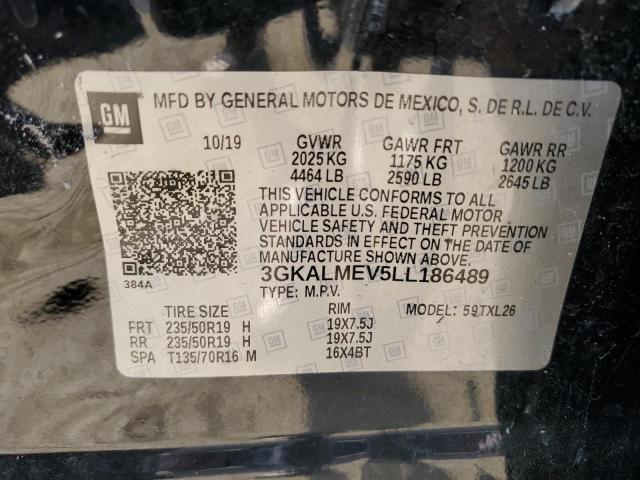 GM MFD BY GENERAL MOTORS DE MEXICO, S. DE R.L. DE C.V.
10/19 GVWR GAWR FRT GAWR RR
2025 KG 1175 KG 1200 KG
4464 LB 2590 LB 2645 LB
THIS VEHICLE CONFORMS TO ALL
APPLICABLE U.S. FEDERAL MOTOR
VEHICLE SAFETY AND THEFT PREVENTION
STANDARDS IN EFFECT ON THE DATE OF
MANUFACTURE SHOWN ABOVE.
384A 3GKALMEV5LL186489
TYPE: M.P.V. MODEL: 59TXL26
TIRE SIZE RIM
FRT 235/50R19 H 19X7.5J
RR 235/50R19 H 19X7.5J
SPA T135/70R16 M 16X4BT